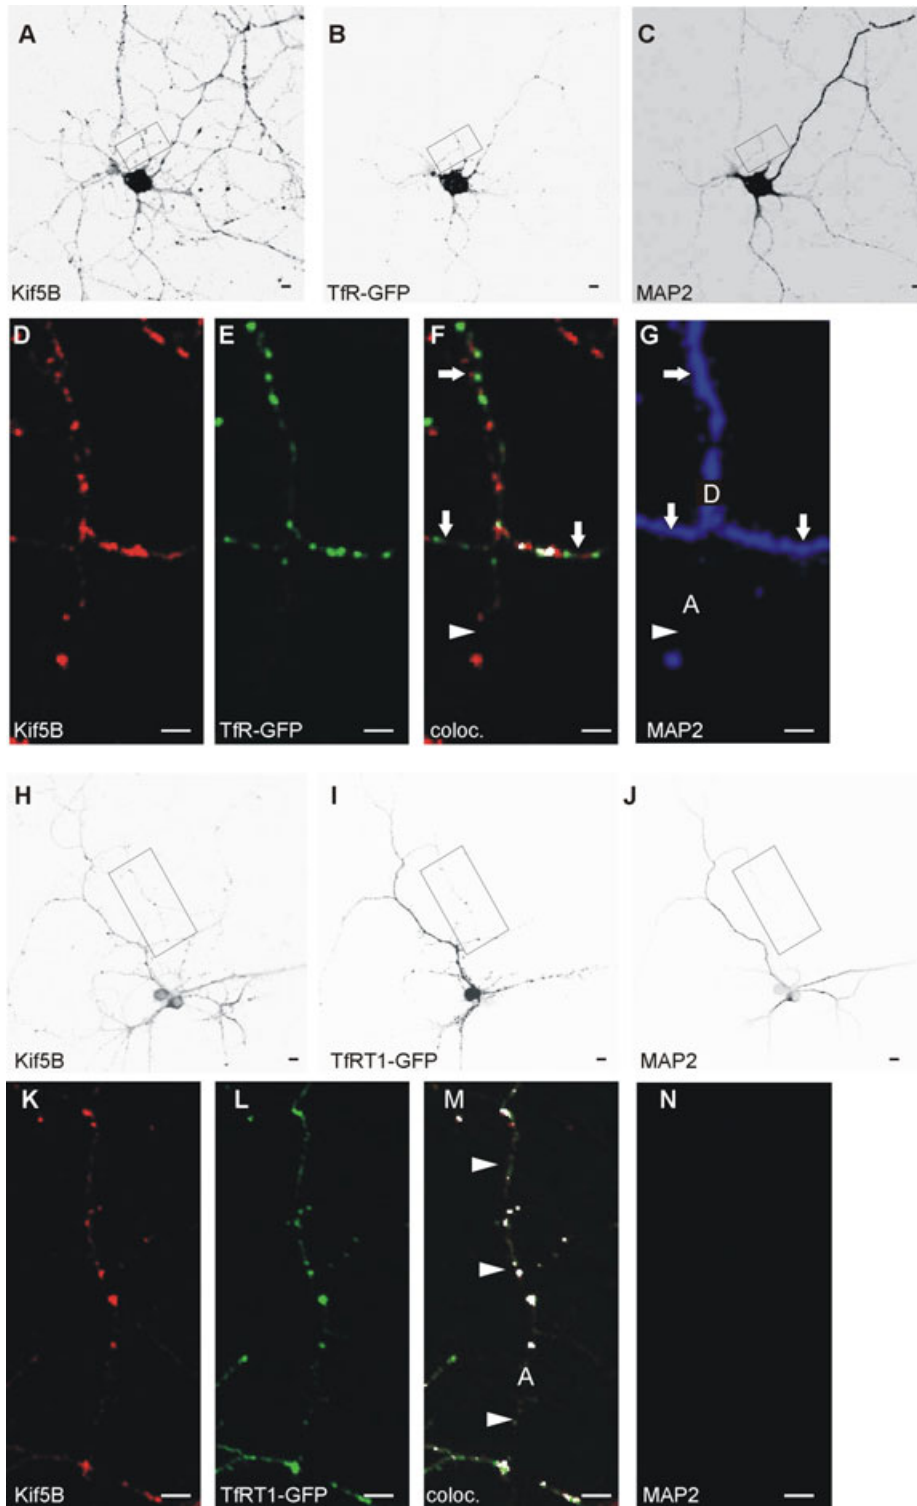 A B C
Kif5B TfR-GFP MAP2
D E F G
D
A
Kif5B TfR-GFP coloc. MAP2
H I J
Kif5B TfRT1-GFP MAP2
K L M N
A
Kif5B TfRT1-GFP coloc. MAP2